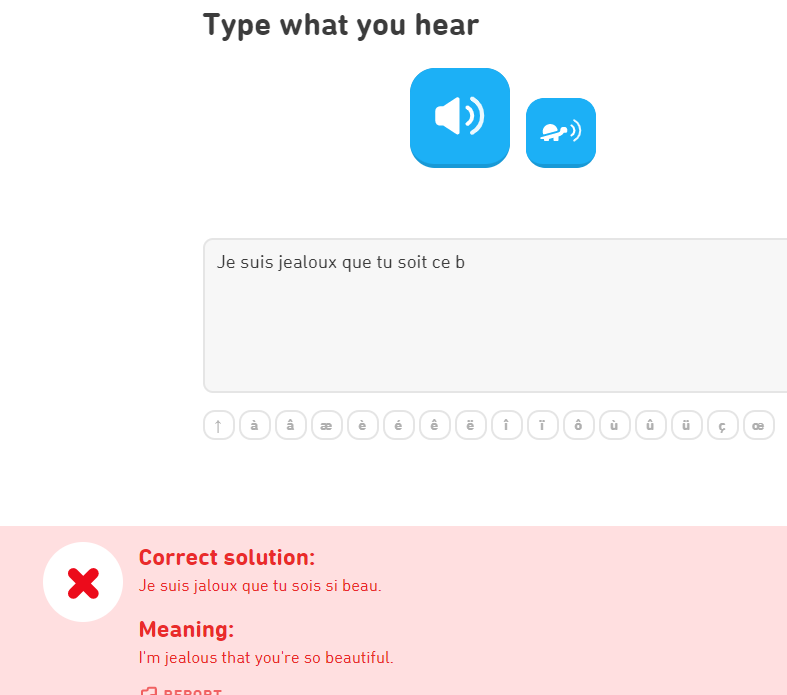 Type what you hear
Je suis jealoux que tu soit ce b
↑ à â æ è é ê ë î ï ô ù û ü ç œ
Correct solution:
Je suis jaloux que tu sois si beau.
Meaning:
I'm jealous that you're so beautiful.
REPORT